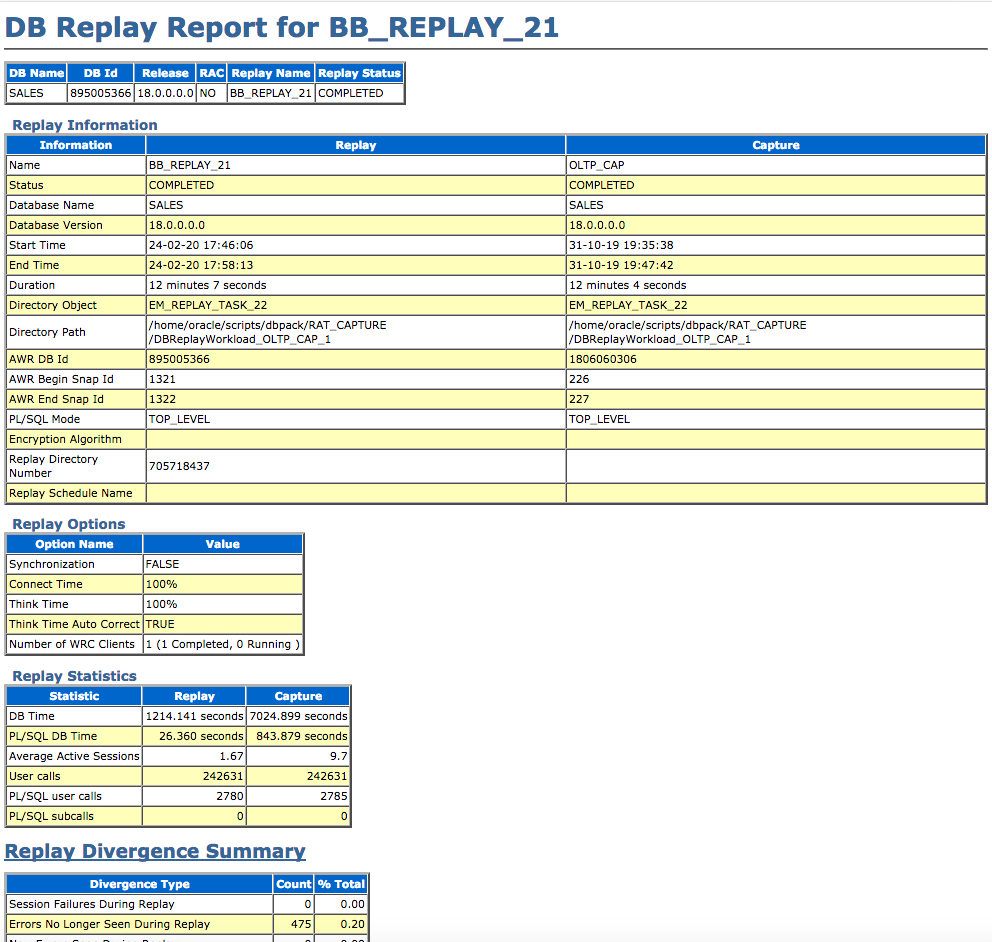 DB Replay Report for BB_REPLAY_21
DB Name DB Id Release RAC Replay Name Replay Status
SALES 895005366 18.0.0.0.0 NO BB_REPLAY_21 COMPLETED
Replay Information
Information Replay Capture
Name BB_REPLAY_21 OLTP_CAP
Status COMPLETED COMPLETED
Database Name SALES SALES
Database Version 18.0.0.0.0 18.0.0.0.0
Start Time 24-02-20 17:46:06 31-10-19 19:35:38
End Time 24-02-20 17:58:13 31-10-19 19:47:42
Duration 12 minutes 7 seconds 12 minutes 4 seconds
Directory Object EM_REPLAY_TASK_22 EM_REPLAY_TASK_22
Directory Path /home/oracle/scripts/dbpack/RAT_CAPTURE /home/oracle/scripts/dbpack/RAT_CAPTURE
/DBReplayWorkload_OLTP_CAP_1 /DBReplayWorkload_OLTP_CAP_1
AWR DB Id 895005366 1806060306
AWR Begin Snap Id 1321 226
AWR End Snap Id 1322 227
PL/SQL Mode TOP_LEVEL TOP_LEVEL
Encryption Algorithm
Replay Directory
Number 705718437
Replay Schedule Name
Replay Options
Option Name Value
Synchronization FALSE
Connect Time 100%
Think Time 100%
Think Time Auto Correct TRUE
Number of WRC Clients 1 (1 Completed, 0 Running )
Replay Statistics
Statistic Replay Capture
DB Time 1214.141 seconds 7024.899 seconds
PL/SQL DB Time 26.360 seconds 843.879 seconds
Average Active Sessions 1.67 9.7
User calls 242631 242631
PL/SQL user calls 2780 2785
PL/SQL subcalls 0 0
Replay Divergence Summary
Divergence Type Count % Total
Session Failures During Replay 0 0.00
Errors No Longer Seen During Replay 475 0.20